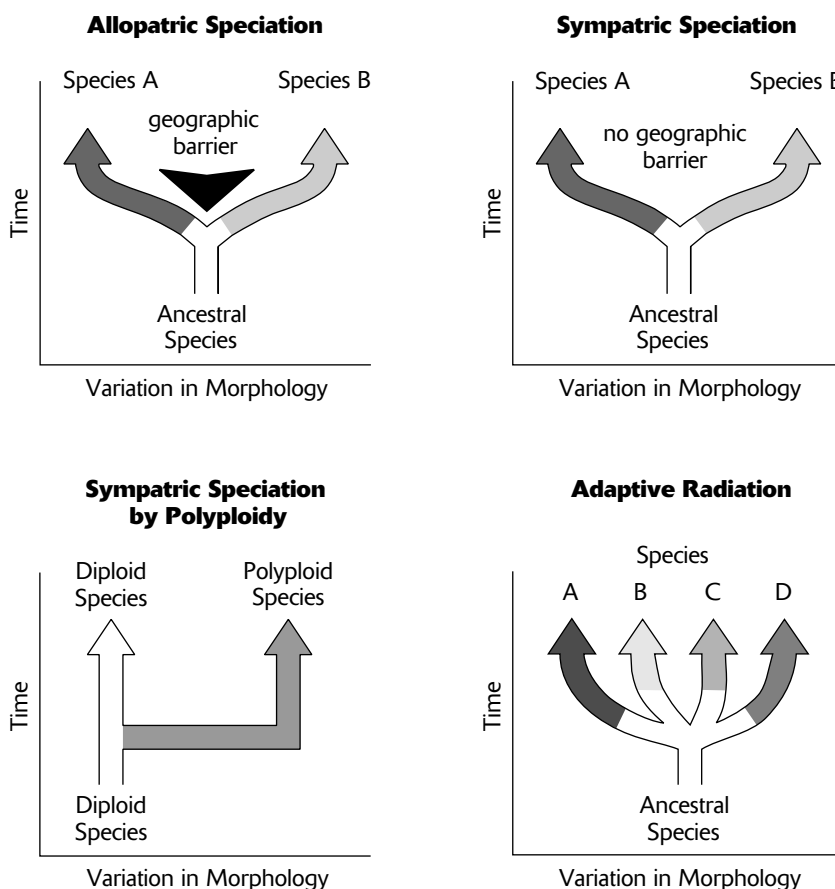 Allopatric Speciation
Species A
Species B
geographic
barrier
Time
Ancestral
Species
Variation in Morphology
Sympatric Speciation
Species A
Species B
no geographic
barrier
Time
Ancestral
Species
Variation in Morphology
Sympatric Speciation
by Polyploidy
Diploid
Species
Polyploid
Species
Time
Diploid
Species
Variation in Morphology
Adaptive Radiation
Species
A B C D
Time
Ancestral
Species
Variation in Morphology